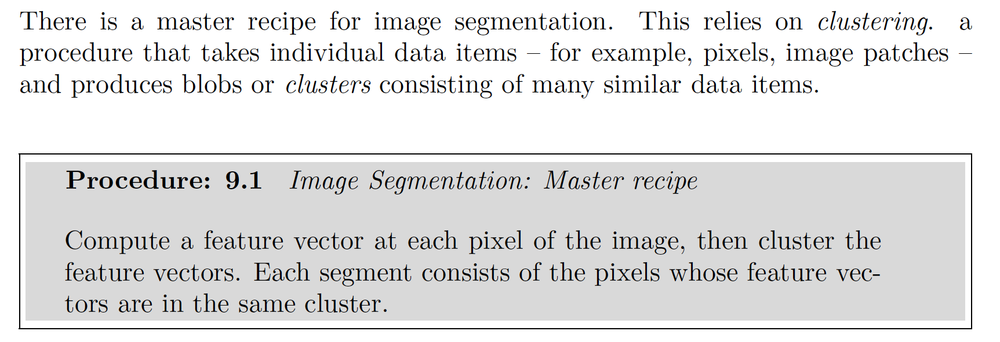 There is a master recipe for image segmentation. This relies on clustering. a
procedure that takes individual data items – for example, pixels, image patches –
and produces blobs or clusters consisting of many similar data items.
Procedure: 9.1 Image Segmentation: Master recipe
Compute a feature vector at each pixel of the image, then cluster the
feature vectors. Each segment consists of the pixels whose feature vec-
tors are in the same cluster.